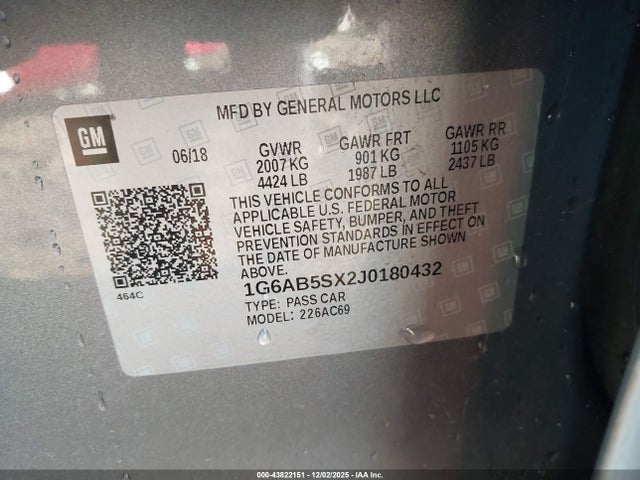 MFD BY GENERAL MOTORS LLC
GM
06/18
GVWR
2007 KG
4424 LB
GAWR FRT
901 KG
1987 LB
GAWR RR
1105 KG
2437 LB
THIS VEHICLE CONFORMS TO ALL
APPLICABLE U.S. FEDERAL MOTOR
VEHICLE SAFETY, BUMPER, AND THEFT
PREVENTION STANDARDS IN EFFECT ON
THE DATE OF MANUFACTURE SHOWN
ABOVE.
464C
1G6AB5SX2J0180432
TYPE: PASS CAR
MODEL: 226AC69
000-43822151 - 12/02/2025 - IAA Inc.